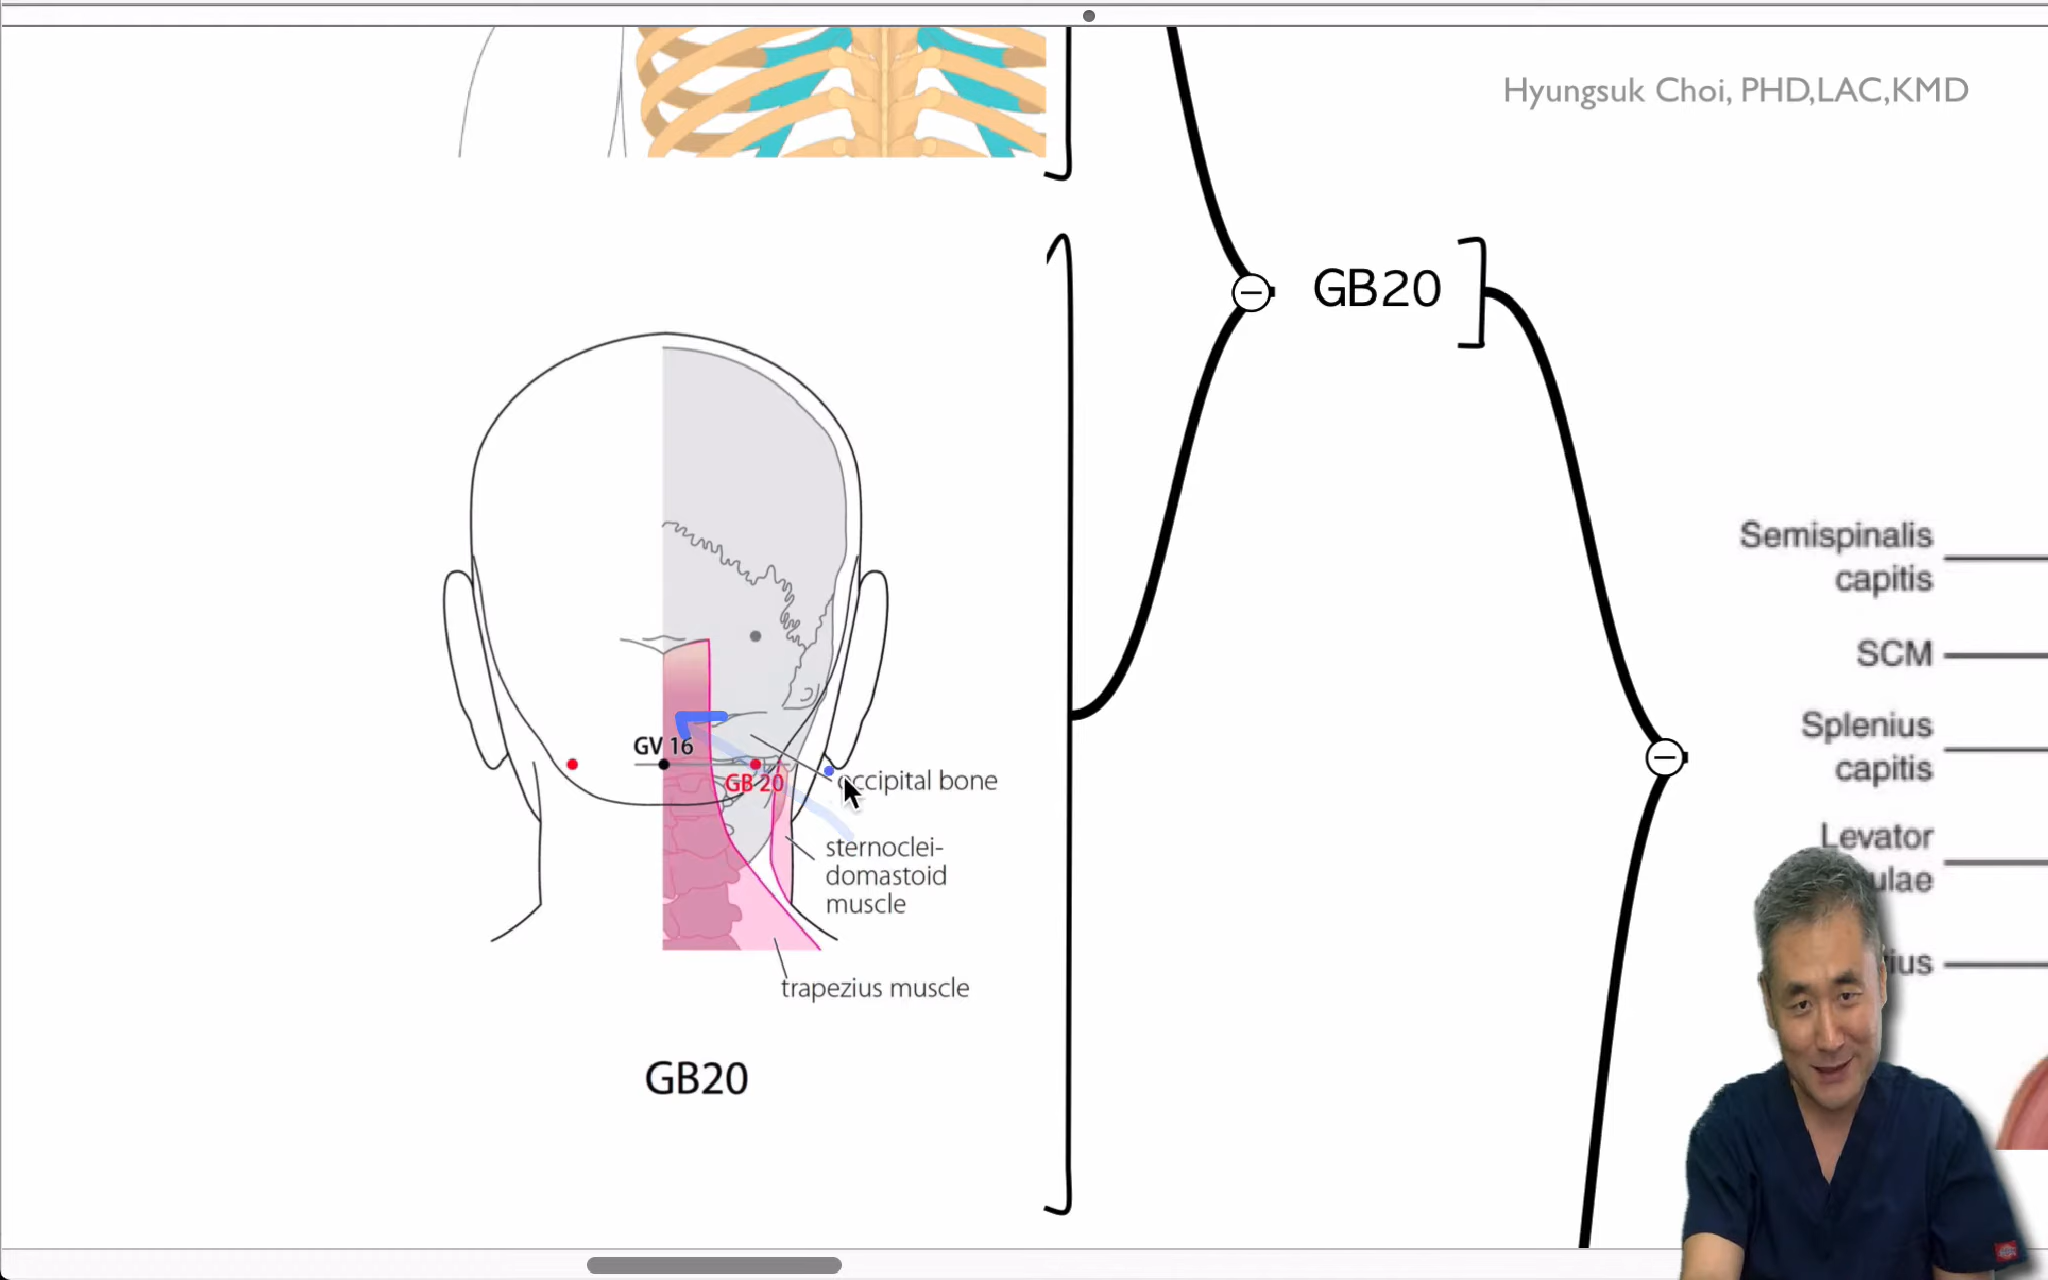 Hyungsuk Choi, PHD,LAC,KMD
GB20
GV 16
GB 20
occipital bone
sternoclei-
domastoid
muscle
trapezius muscle
GB20
Semispinalis
capitis
SCM
Splenius
capitis
Levator